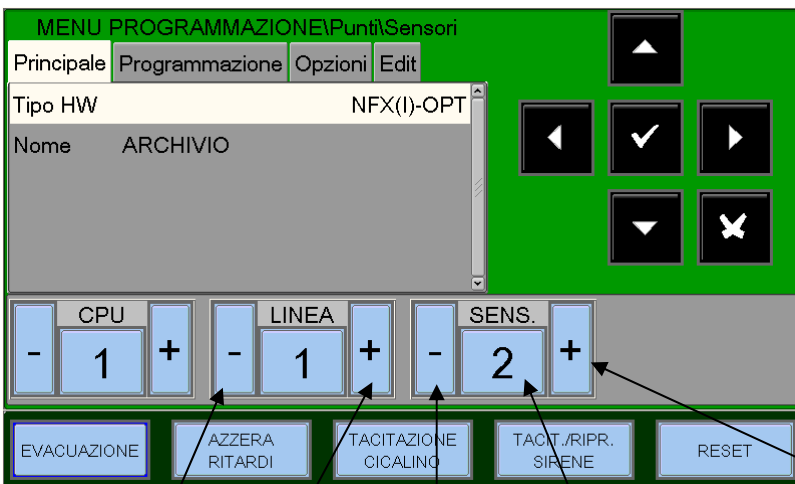 MENU PROGRAMMAZIONE\Punti\Sensori
Principale Programmazione Opzioni Edit
Tipo HW NFX(I)-OPT
Nome ARCHIVIO
CPU LINEA SENS.
- 1 + - 1 + - 2 +
EVACUAZIONE
AZZERA
RITARDI
TACITAZIONE
CICALINO
TACIT./RIPR.
SIRENE
RESET